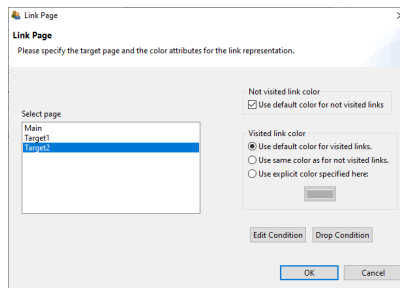 Link Page
Link Page
Please specify the target page and the color attributes for the link representation.
Select page
Main
Target1
Target2
Not visited link color
Use default color for not visited links
Visited link color
Use default color for visited links.
Use same color as for not visited links.
Use explicit color specified here:
Edit Condition
Drop Condition
OK
Cancel